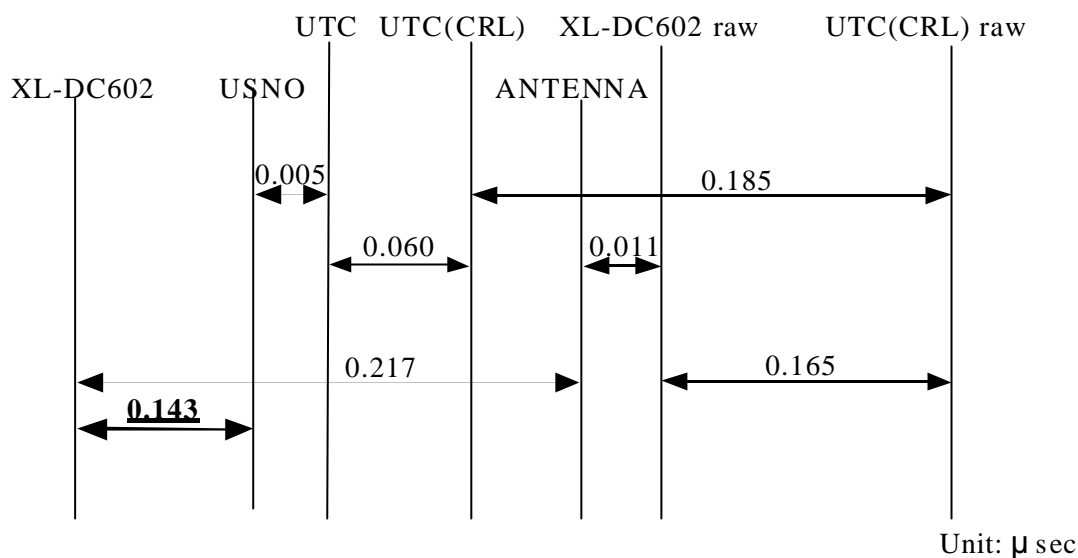 UTC UTC(CRL) XL-DC602 raw UTC(CRL) raw
XL-DC602 USNO ANTENNA
0.005 0.185
0.060 0.011
0.217 0.165
0.143
Unit: μ sec